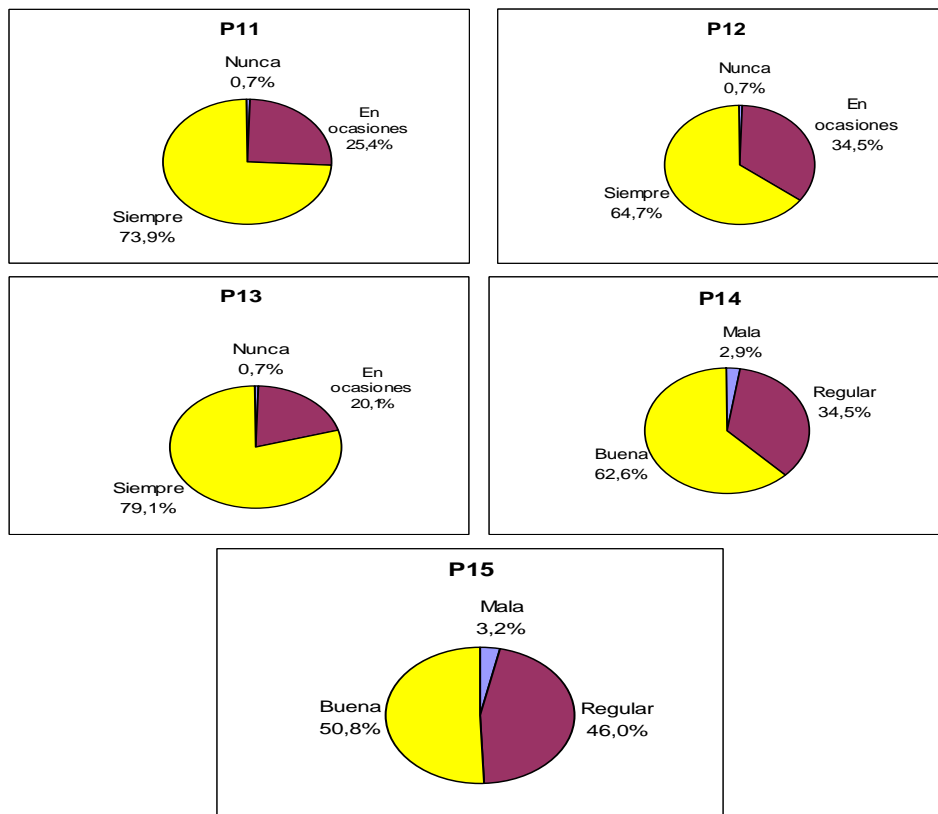 P11
Nunca
0,7%
En
ocasiones
25,4%
Siempre
73,9%
P12
Nunca
0,7%
En
ocasiones
34,5%
Siempre
64,7%
P13
Nunca
0,7%
En
ocasiones
20,1%
Siempre
79,1%
P14
Mala
2,9%
Regular
34,5%
Buena
62,6%
P15
Mala
3,2%
Buena
50,8%
Regular
46,0%